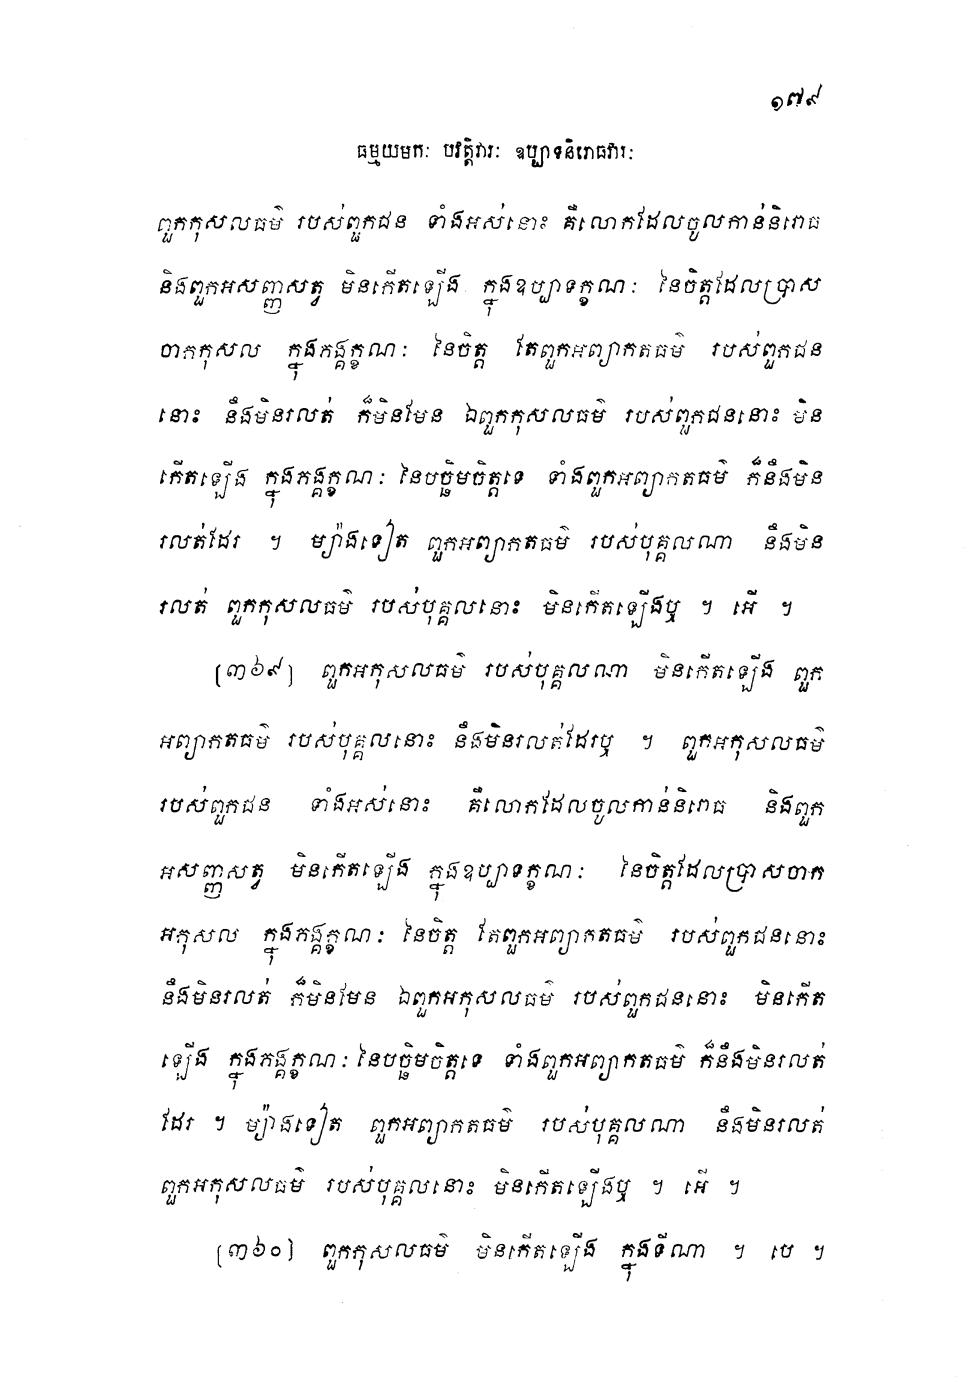 ១៧៩
ធម្មយមកៈ បវត្តិវារៈ ឧប្បាទនិរោធវារៈ
ពួកកុសលធម៌ របស់ពួកជន ទាំងអស់នោះ គឺលោកដែលចូលកាន់និរោធ
និងពួកអសញ្ញសត្វ មិនកើតឡើង ក្នុងឧប្បាទក្ខណៈ នៃចិត្តដែលប្រាស
ចាកកុសល ក្នុងភង្គក្ខណៈ នៃចិត្ត តែពួកអព្យាកតធម៌ របស់ពួកជន
នោះ នឹងមិនរលត់ ក៏មិនមែន ឯពួកកុសលធម៌ របស់ពួកជននោះ មិន
កើតឡើង ក្នុងភង្គក្ខណៈ នៃបច្ឆិមចិត្តទេ ទាំងពួកអព្យាកតធម៌ ក៏នឹងមិន
រលត់ដែរ ។ ម្យ៉ាងទៀត ពួកអព្យាកតធម៌ របស់បុគ្គលណា នឹងមិន
រលត់ ពួកកុសលធម៌ របស់បុគ្គលនោះ មិនកើតឡើងឬ ។ អើ ។
(៣៦៩) ពួកអកុសលធម៌ របស់បុគ្គលណា មិនកើតឡើង ពួក
អព្យាកតធម៌ របស់បុគ្គលនោះ នឹងមិនរលត់ដែរឬ ។ ពួកអកុសលធម៌
របស់ពួកជន ទាំងអស់នោះ គឺលោកដែលចូលកាន់និរោធ និងពួក
អសញ្ញសត្វ មិនកើតឡើង ក្នុងឧប្បាទក្ខណៈ នៃចិត្តដែលប្រាសចាក
អកុសល ក្នុងភង្គក្ខណៈ នៃចិត្ត តែពួកអព្យាកតធម៌ របស់ពួកជននោះ
នឹងមិនរលត់ ក៏មិនមែន ឯពួកអកុសលធម៌ របស់ពួកជននោះ មិនកើត
ឡើង ក្នុងភង្គក្ខណៈ នៃបច្ឆិមចិត្តទេ ទាំងពួកអព្យាកតធម៌ ក៏នឹងមិនរលត់
ដែរ ។ ម្យ៉ាងទៀត ពួកអព្យាកតធម៌ របស់បុគ្គលណា នឹងមិនរលត់
ពួកអកុសលធម៌ របស់បុគ្គលនោះ មិនកើតឡើងឬ ។ អើ ។
(៣៦០) ពួកកុសលធម៌ មិនកើតឡើង ក្នុងទីណា ។ បេ ។